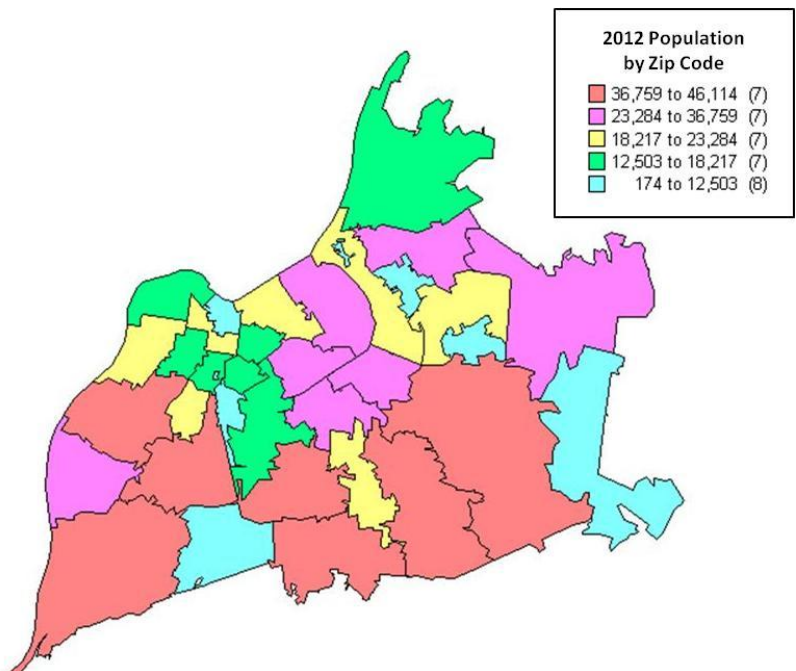 2012 Population
by Zip Code
36,759 to 46,114 (7)
23,284 to 36,759 (7)
18,217 to 23,284 (7)
12,503 to 18,217 (7)
174 to 12,503 (8)